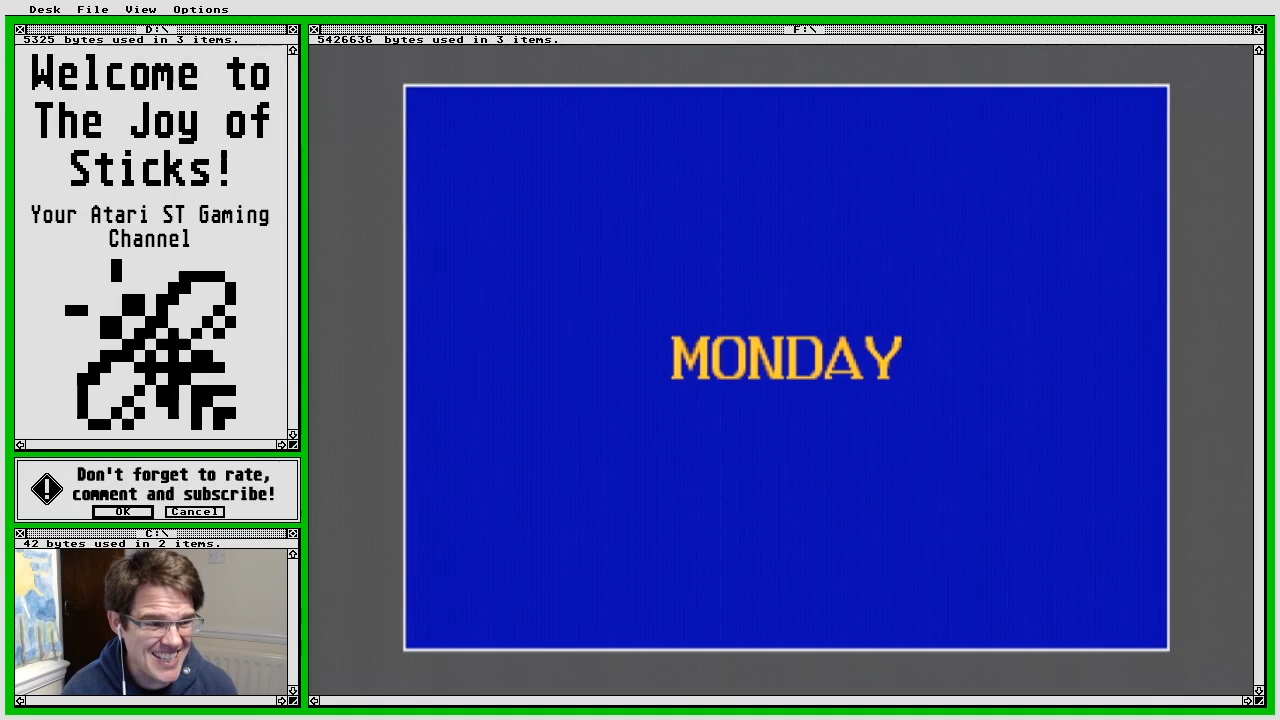 Desk File View Options
D:\
5325 bytes used in 3 items.
Welcome to
The Joy of
Sticks!
Your Atari ST Gaming
Channel
Don't forget to rate,
comment and subscribe!
OK Cancel
C:\
42 bytes used in 2 items.
F:\
5426636 bytes used in 3 items.
MONDAY